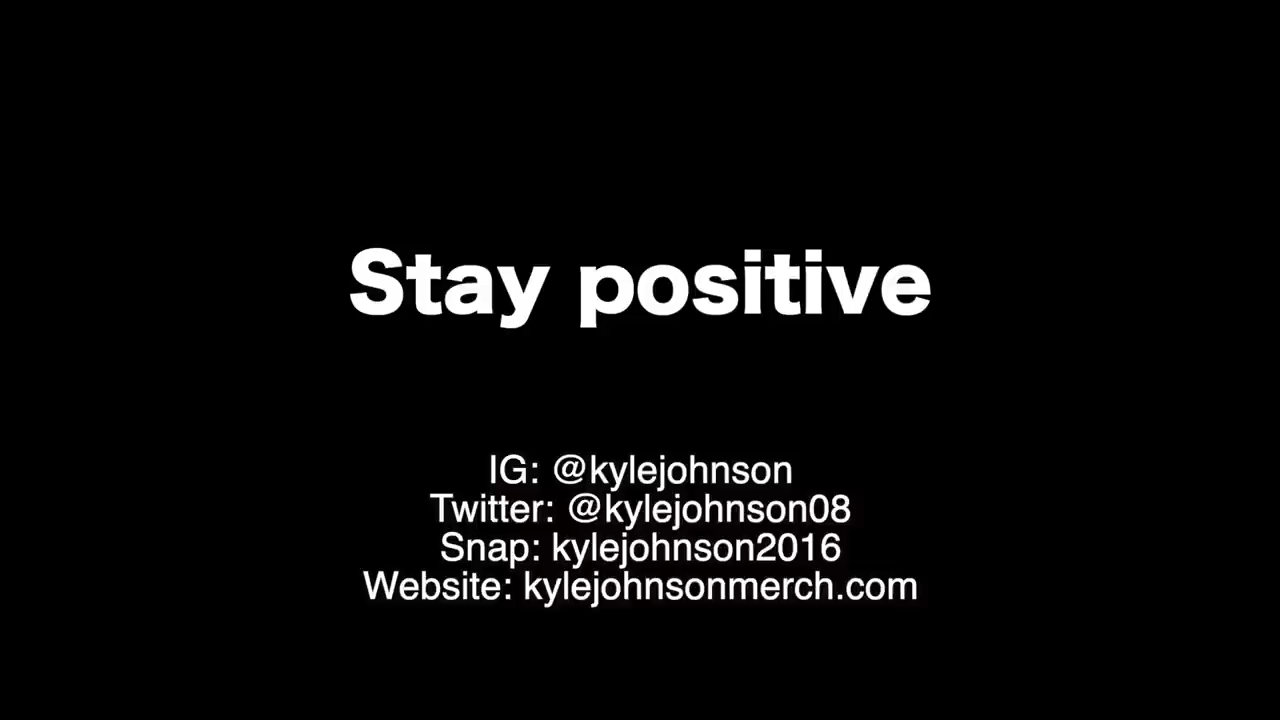 Stay positive
IG: @kylejohnson
Twitter: @kylejohnson08
Snap: kylejohnson2016
Website: kylejohnsonmerch.com